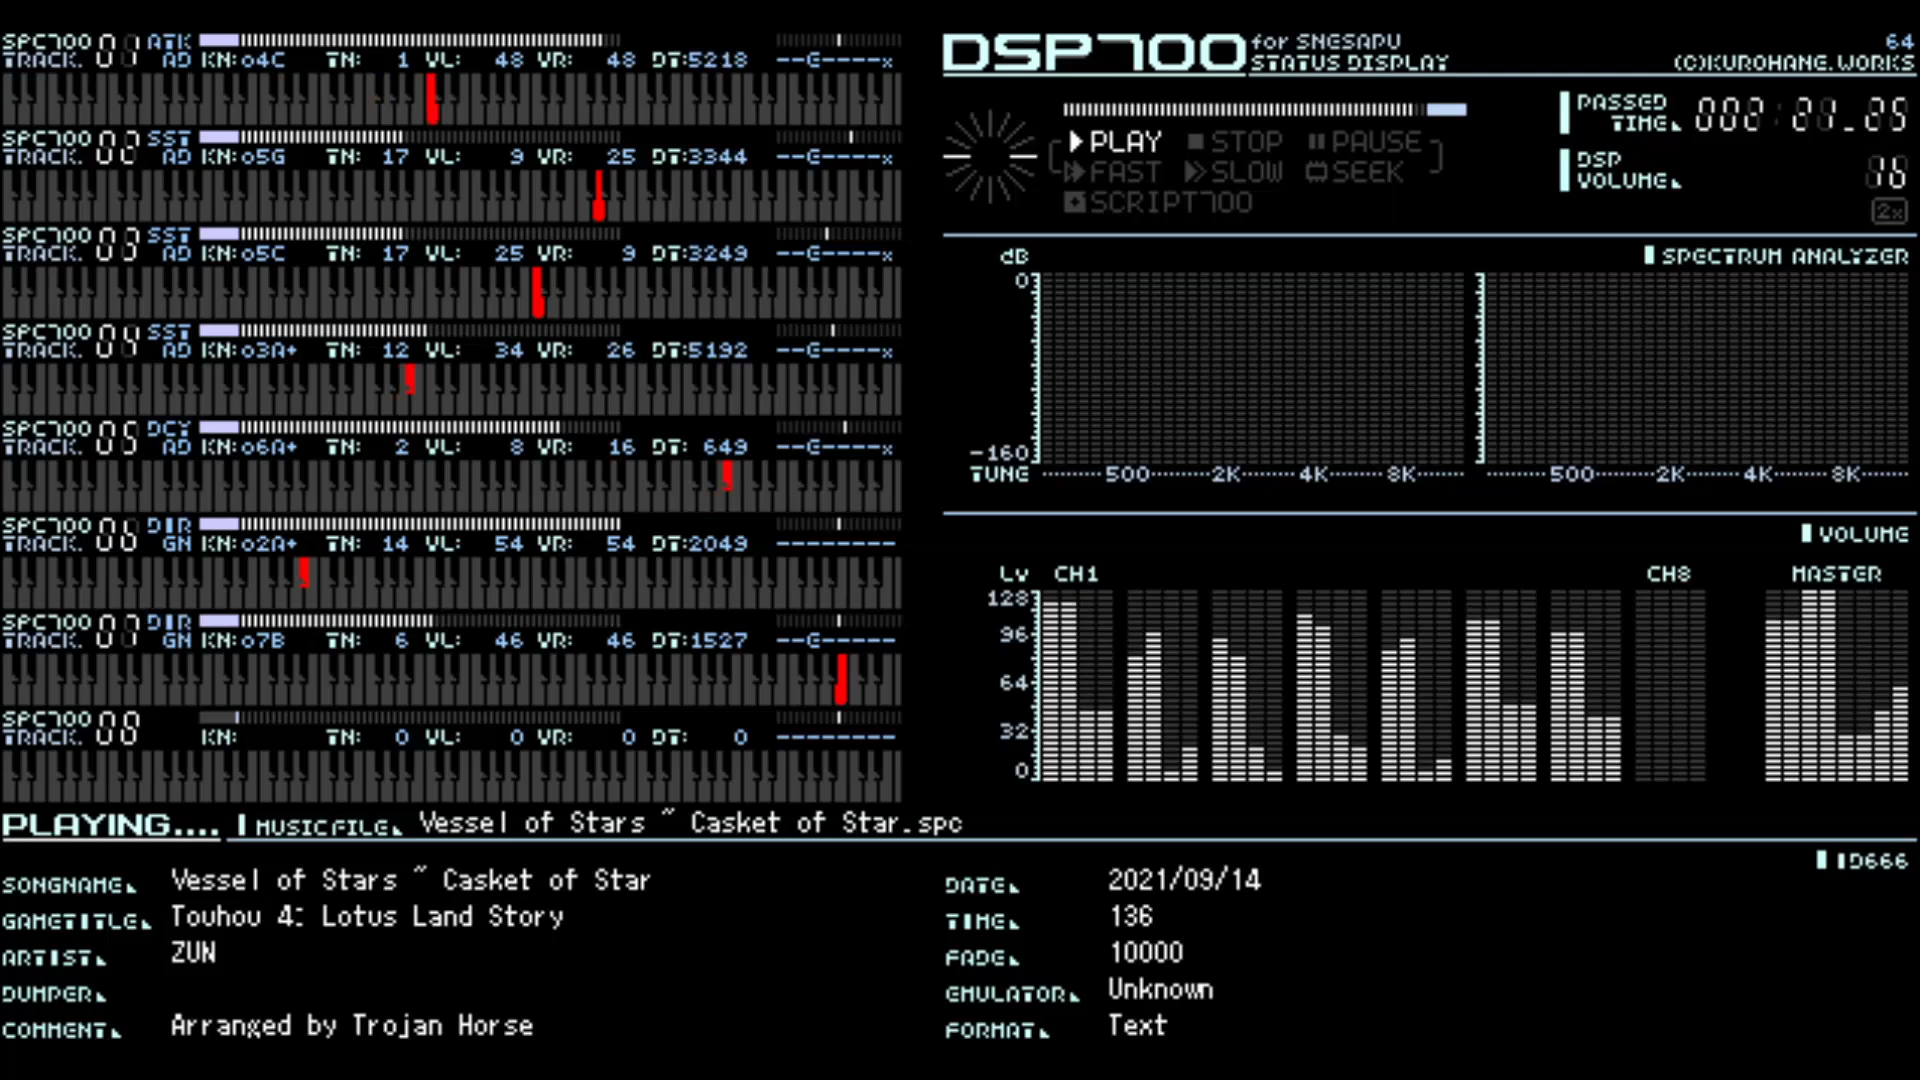 SPC700 01 ATK
TRACK. AD KN:o4C TN: 1 VL: 48 VR: 48 DT:5218 --G----x
SPC700 02 SST
TRACK. AD KN:o5G TN: 17 VL: 9 VR: 25 DT:3344 --G----x
SPC700 03 SST
TRACK. AD KN:o5C TN: 17 VL: 25 VR: 9 DT:3249 --G----x
SPC700 04 SST
TRACK. AD KN:o3A+ TN: 12 VL: 34 VR: 26 DT:5192 --G----x
SPC700 05 DCY
TRACK. AD KN:o6A+ TN: 2 VL: 8 VR: 16 DT: 649 --G----x
SPC700 06 DIR
TRACK. GN KN:o2A+ TN: 14 VL: 54 VR: 54 DT:2049 --------
SPC700 07 DIR
TRACK. GN KN:o7B TN: 6 VL: 46 VR: 46 DT:1527 --G-----
SPC700 08
TRACK. KN: TN: 0 VL: 0 VR: 0 DT: 0 --------
DSP700 for SNESAPU 64
STATUS DISPLAY (C)KUROHANE.WORKS
PLAY STOP PAUSE
FAST SLOW SEEK
SCRIPT700
PASSED
TIME
DSP
VOLUME 16
2x
dB SPECTRUM ANALYZER
0
-160
TUNE 500 2K 4K 8K 500 2K 4K 8K
VOLUME
Lv CH1 CH8 MASTER
128
96
64
32
0
PLAYING.... MUSICFILE Vessel of Stars ~ Casket of Star.spc
ID666
SONGNAME Vessel of Stars ~ Casket of Star
GAMETITLE Touhou 4: Lotus Land Story
ARTIST ZUN
DUMPER
COMMENT Arranged by Trojan Horse
DATE 2021/09/14
TIME 136
FADE 10000
EMULATOR Unknown
FORMAT Text